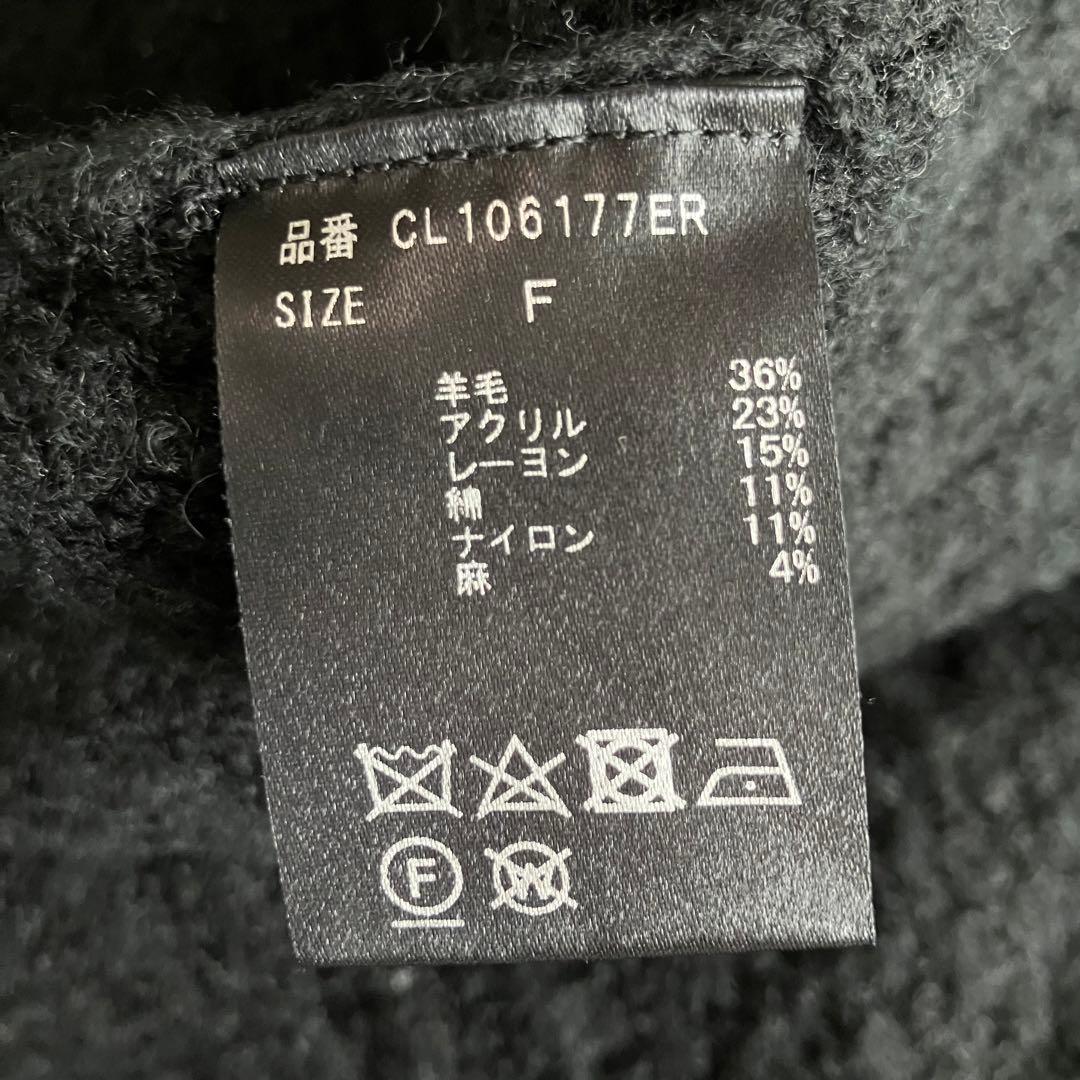 品番 CL106177ER
SIZE F
羊毛 36%
アクリル 23%
レーヨン 15%
綿 11%
ナイロン 11%
麻 4%
F W